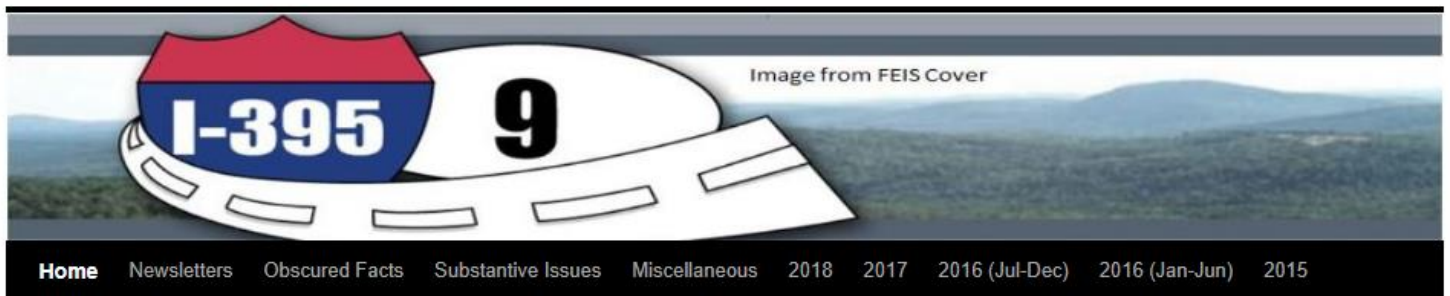 Image from FEIS Cover
I-395
9
Home Newsletters Obscured Facts Substantive Issues Miscellaneous 2018 2017 2016 (Jul-Dec) 2016 (Jan-Jun) 2015